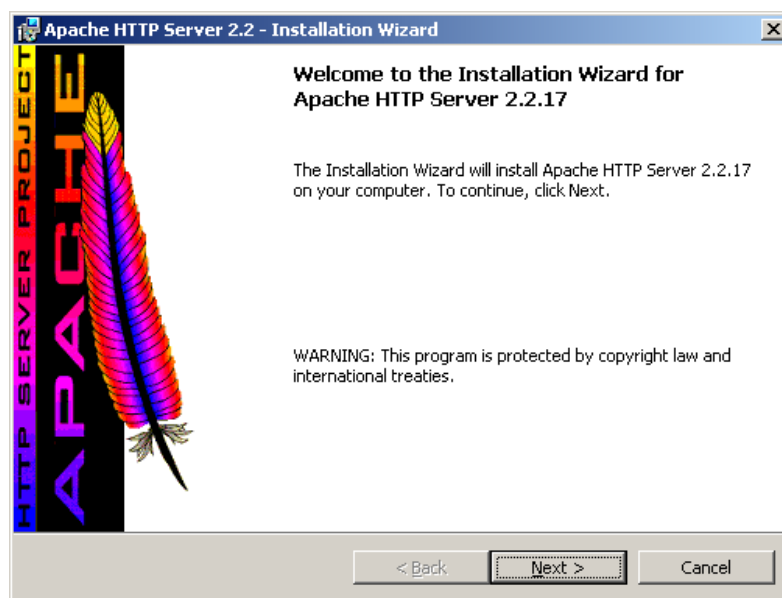 Apache HTTP Server 2.2 - Installation Wizard
HTTP SERVER PROJECT
APACHE
Welcome to the Installation Wizard for
Apache HTTP Server 2.2.17
The Installation Wizard will install Apache HTTP Server 2.2.17
on your computer. To continue, click Next.
WARNING: This program is protected by copyright law and
international treaties.
< Back
Next >
Cancel